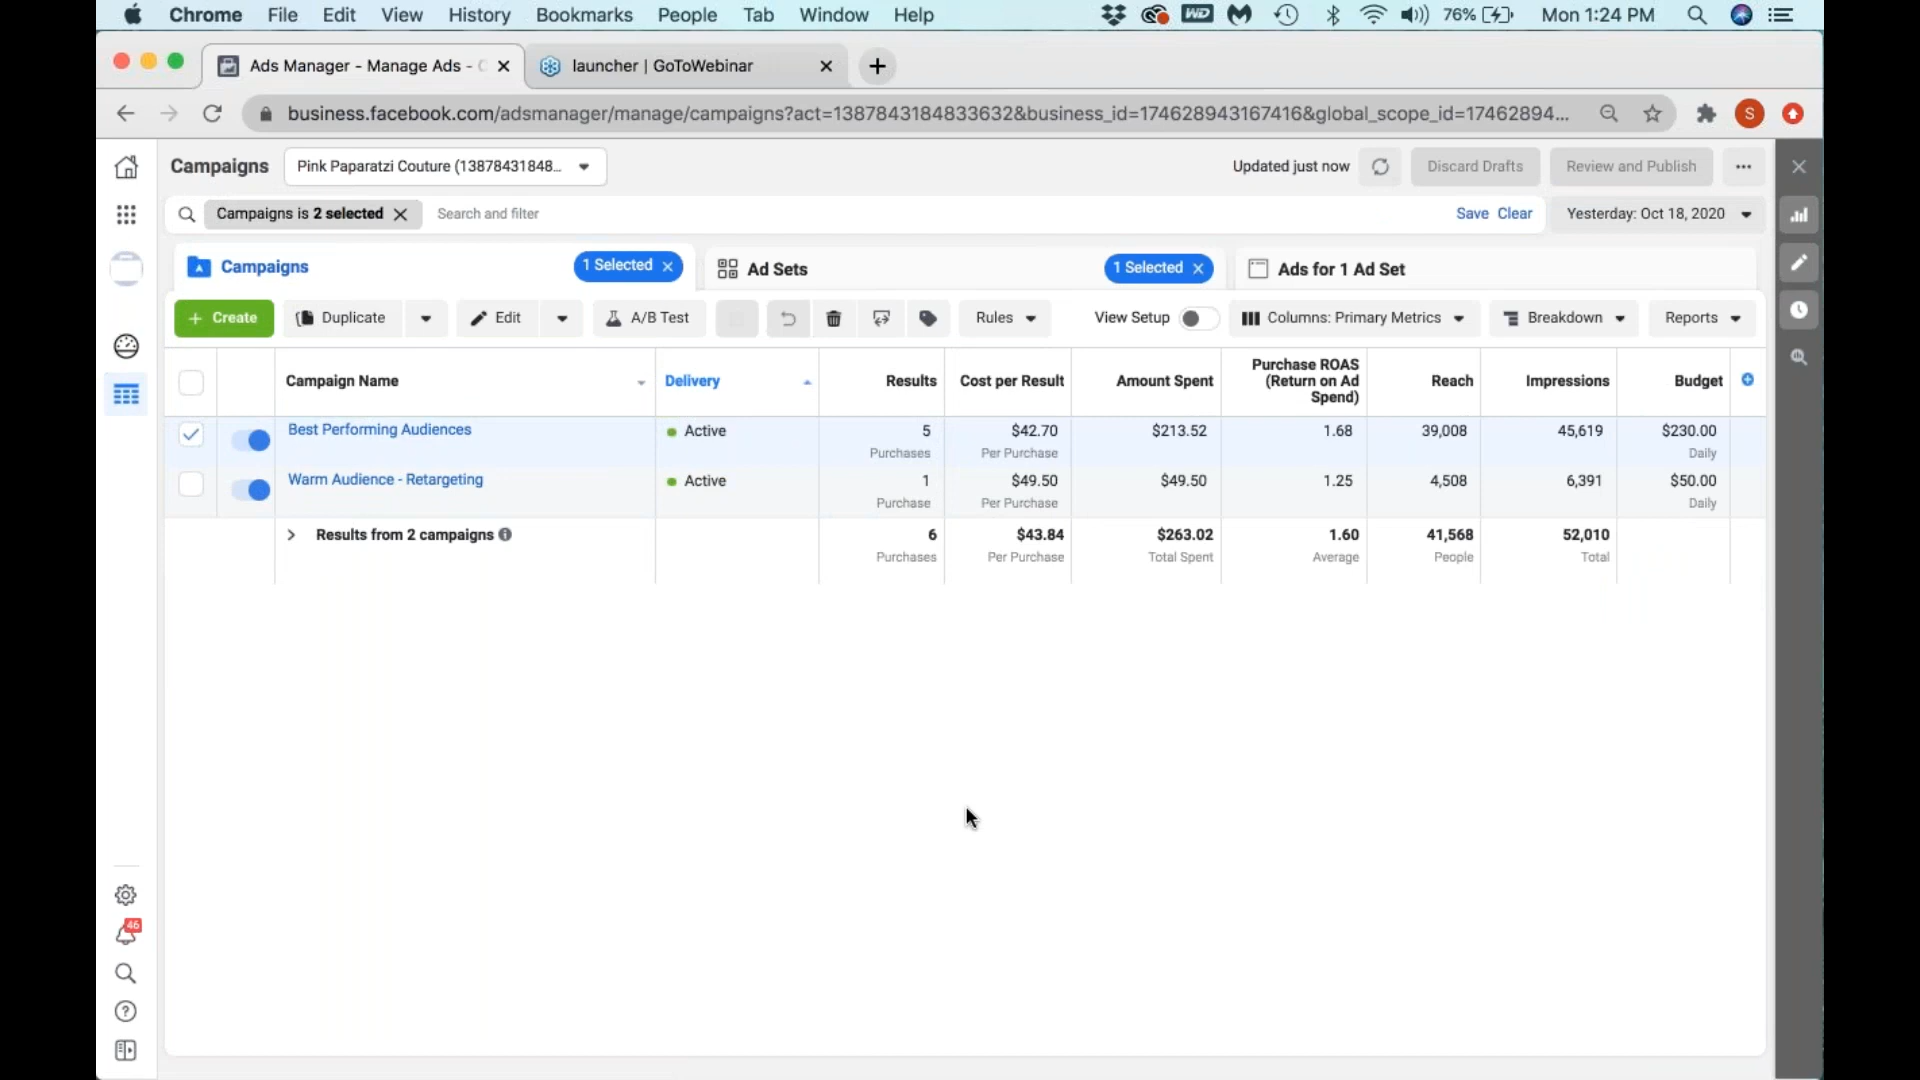 Chrome File Edit View History Bookmarks People Tab Window Help 76% Mon 1:24 PM
Ads Manager - Manage Ads - launcher | GoToWebinar
business.facebook.com/adsmanager/manage/campaigns?act=1387843184833632&business_id=174628943167416&global_scope_id=17462894... S
Campaigns Pink Paparatzi Couture (13878431848... Updated just now Discard Drafts Review and Publish
Campaigns is 2 selected Search and filter Save Clear Yesterday: Oct 18, 2020
Campaigns 1 Selected Ad Sets 1 Selected Ads for 1 Ad Set
+ Create Duplicate Edit A/B Test Rules View Setup Columns: Primary Metrics Breakdown Reports
Campaign Name Delivery Results Cost per Result Amount Spent Purchase ROAS (Return on Ad Spend) Reach Impressions Budget
Best Performing Audiences Active 5 $42.70 $213.52 1.68 39,008 45,619 $230.00
Purchases Per Purchase Daily
Warm Audience - Retargeting Active 1 $49.50 $49.50 1.25 4,508 6,391 $50.00
Purchase Per Purchase Daily
Results from 2 campaigns 6 $43.84 $263.02 1.60 41,568 52,010
Purchases Per Purchase Total Spent Average People Total
46